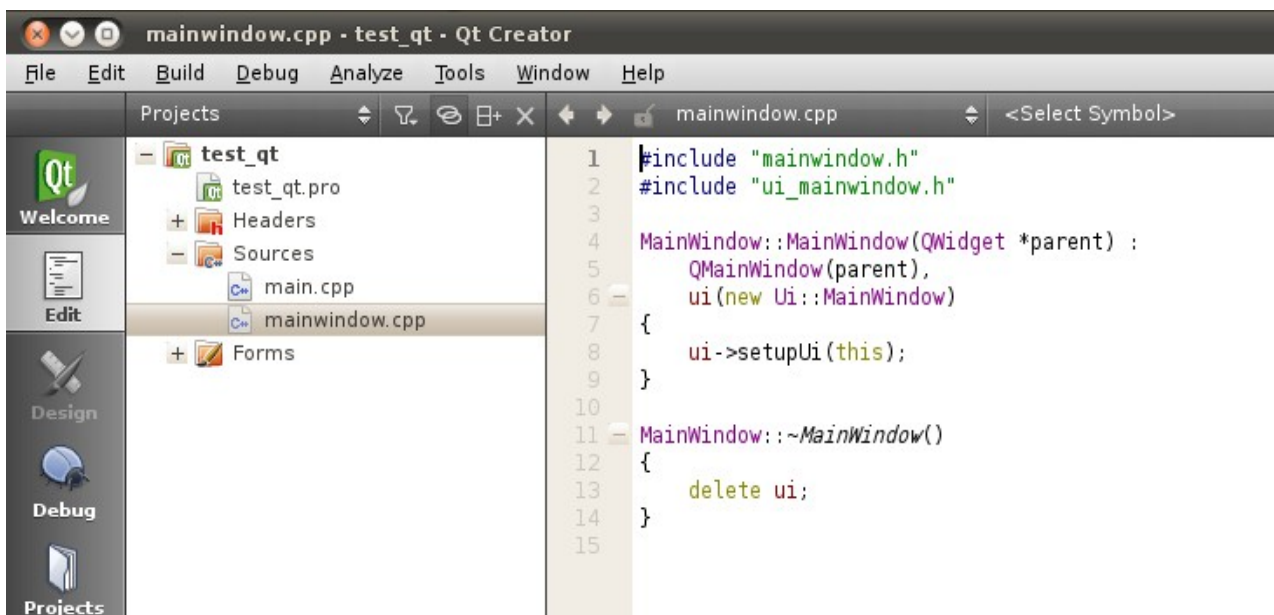 mainwindow.cpp - test_qt - Qt Creator
File Edit Build Debug Analyze Tools Window Help
Projects
mainwindow.cpp
<Select Symbol>
Qt
Welcome
Edit
Design
Debug
Projects
test_qt
test_qt.pro
Headers
Sources
main.cpp
mainwindow.cpp
Forms
1 #include "mainwindow.h"
2 #include "ui_mainwindow.h"
3
4 MainWindow::MainWindow(QWidget *parent) :
5     QMainWindow(parent),
6     ui(new Ui::MainWindow)
7 {
8     ui->setupUi(this);
9 }
10
11 MainWindow::~MainWindow()
12 {
13     delete ui;
14 }
15